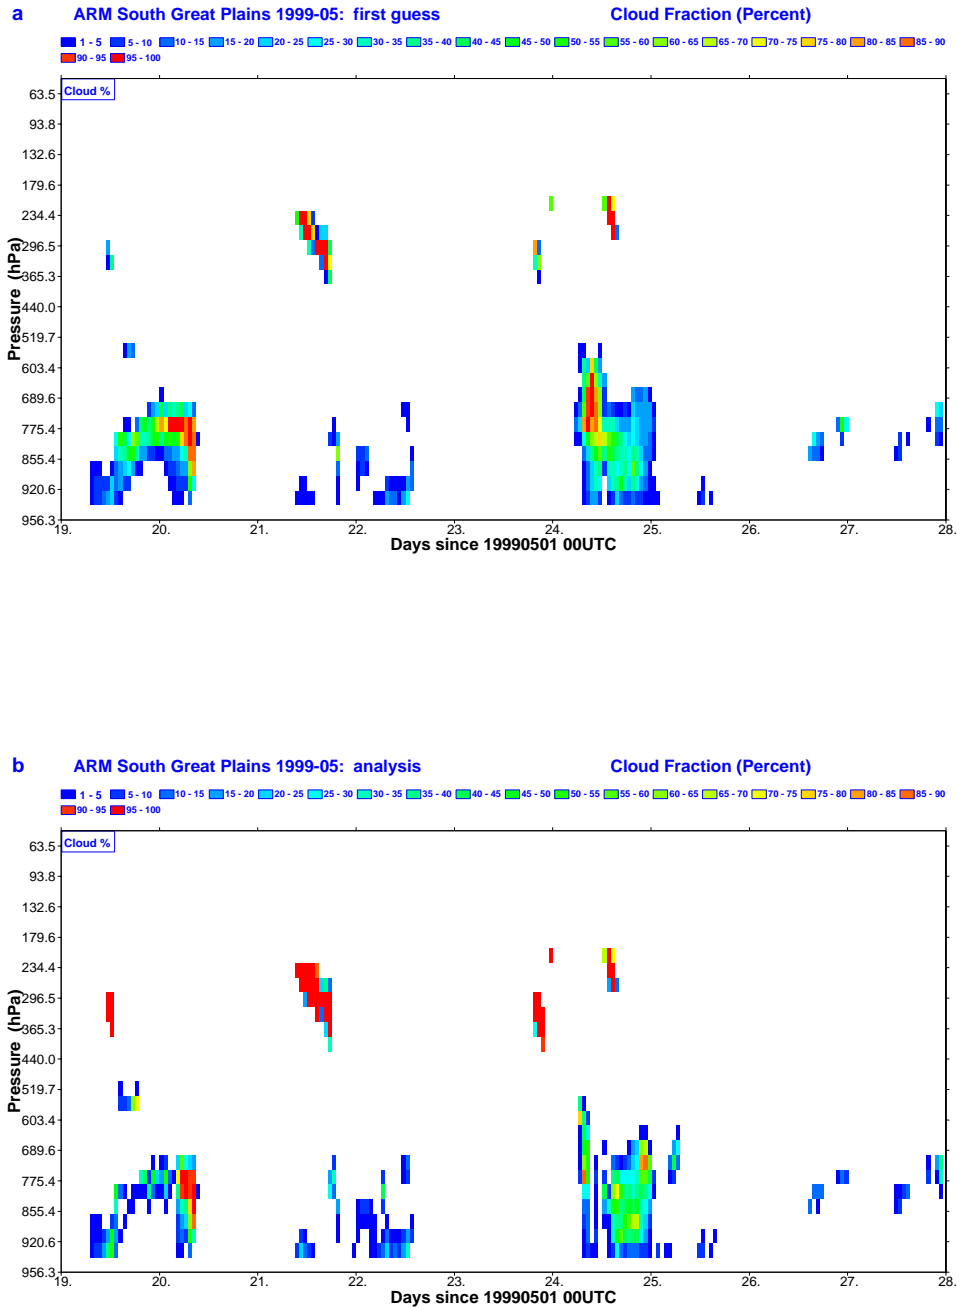 a ARM South Great Plains 1999-05: first guess Cloud Fraction (Percent)
1 - 5 5 - 10 10 - 15 15 - 20 20 - 25 25 - 30 30 - 35 35 - 40 40 - 45 45 - 50 50 - 55 55 - 60 60 - 65 65 - 70 70 - 75 75 - 80 80 - 85 85 - 90
90 - 95 95 - 100
Cloud %
63.5
93.8
132.6
179.6
234.4
296.5
365.3
440.0
519.7
603.4
689.6
775.4
855.4
920.6
956.3
Pressure (hPa)
19. 20. 21. 22. 23. 24. 25. 26. 27. 28.
Days since 19990501 00UTC
b ARM South Great Plains 1999-05: analysis Cloud Fraction (Percent)
1 - 5 5 - 10 10 - 15 15 - 20 20 - 25 25 - 30 30 - 35 35 - 40 40 - 45 45 - 50 50 - 55 55 - 60 60 - 65 65 - 70 70 - 75 75 - 80 80 - 85 85 - 90
90 - 95 95 - 100
Cloud %
63.5
93.8
132.6
179.6
234.4
296.5
365.3
440.0
519.7
603.4
689.6
775.4
855.4
920.6
956.3
Pressure (hPa)
19. 20. 21. 22. 23. 24. 25. 26. 27. 28.
Days since 19990501 00UTC